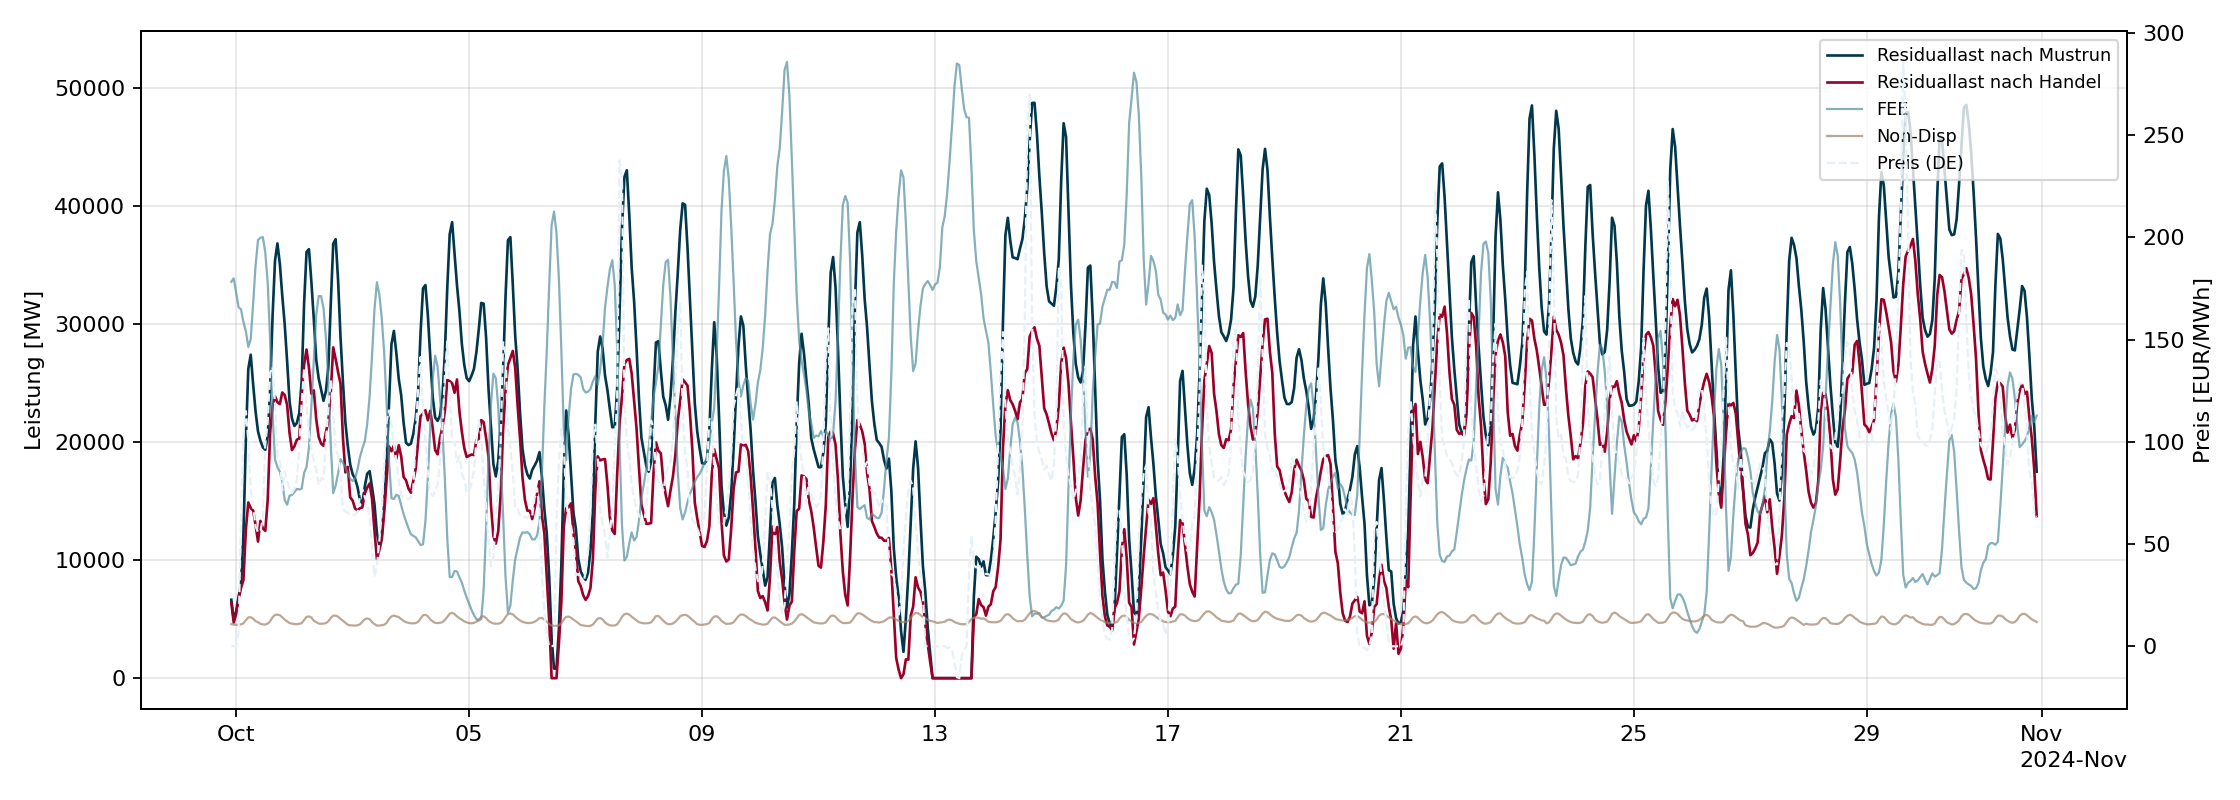 Leistung [MW]
50000
40000
30000
20000
10000
0
300
250
200
150
100
50
0
Preis [EUR/MWh]
Residuallast nach Mustrun
Residuallast nach Handel
FEE
Non-Disp
Preis (DE)
Oct 05 09 13 17 21 25 29 Nov
2024-Nov